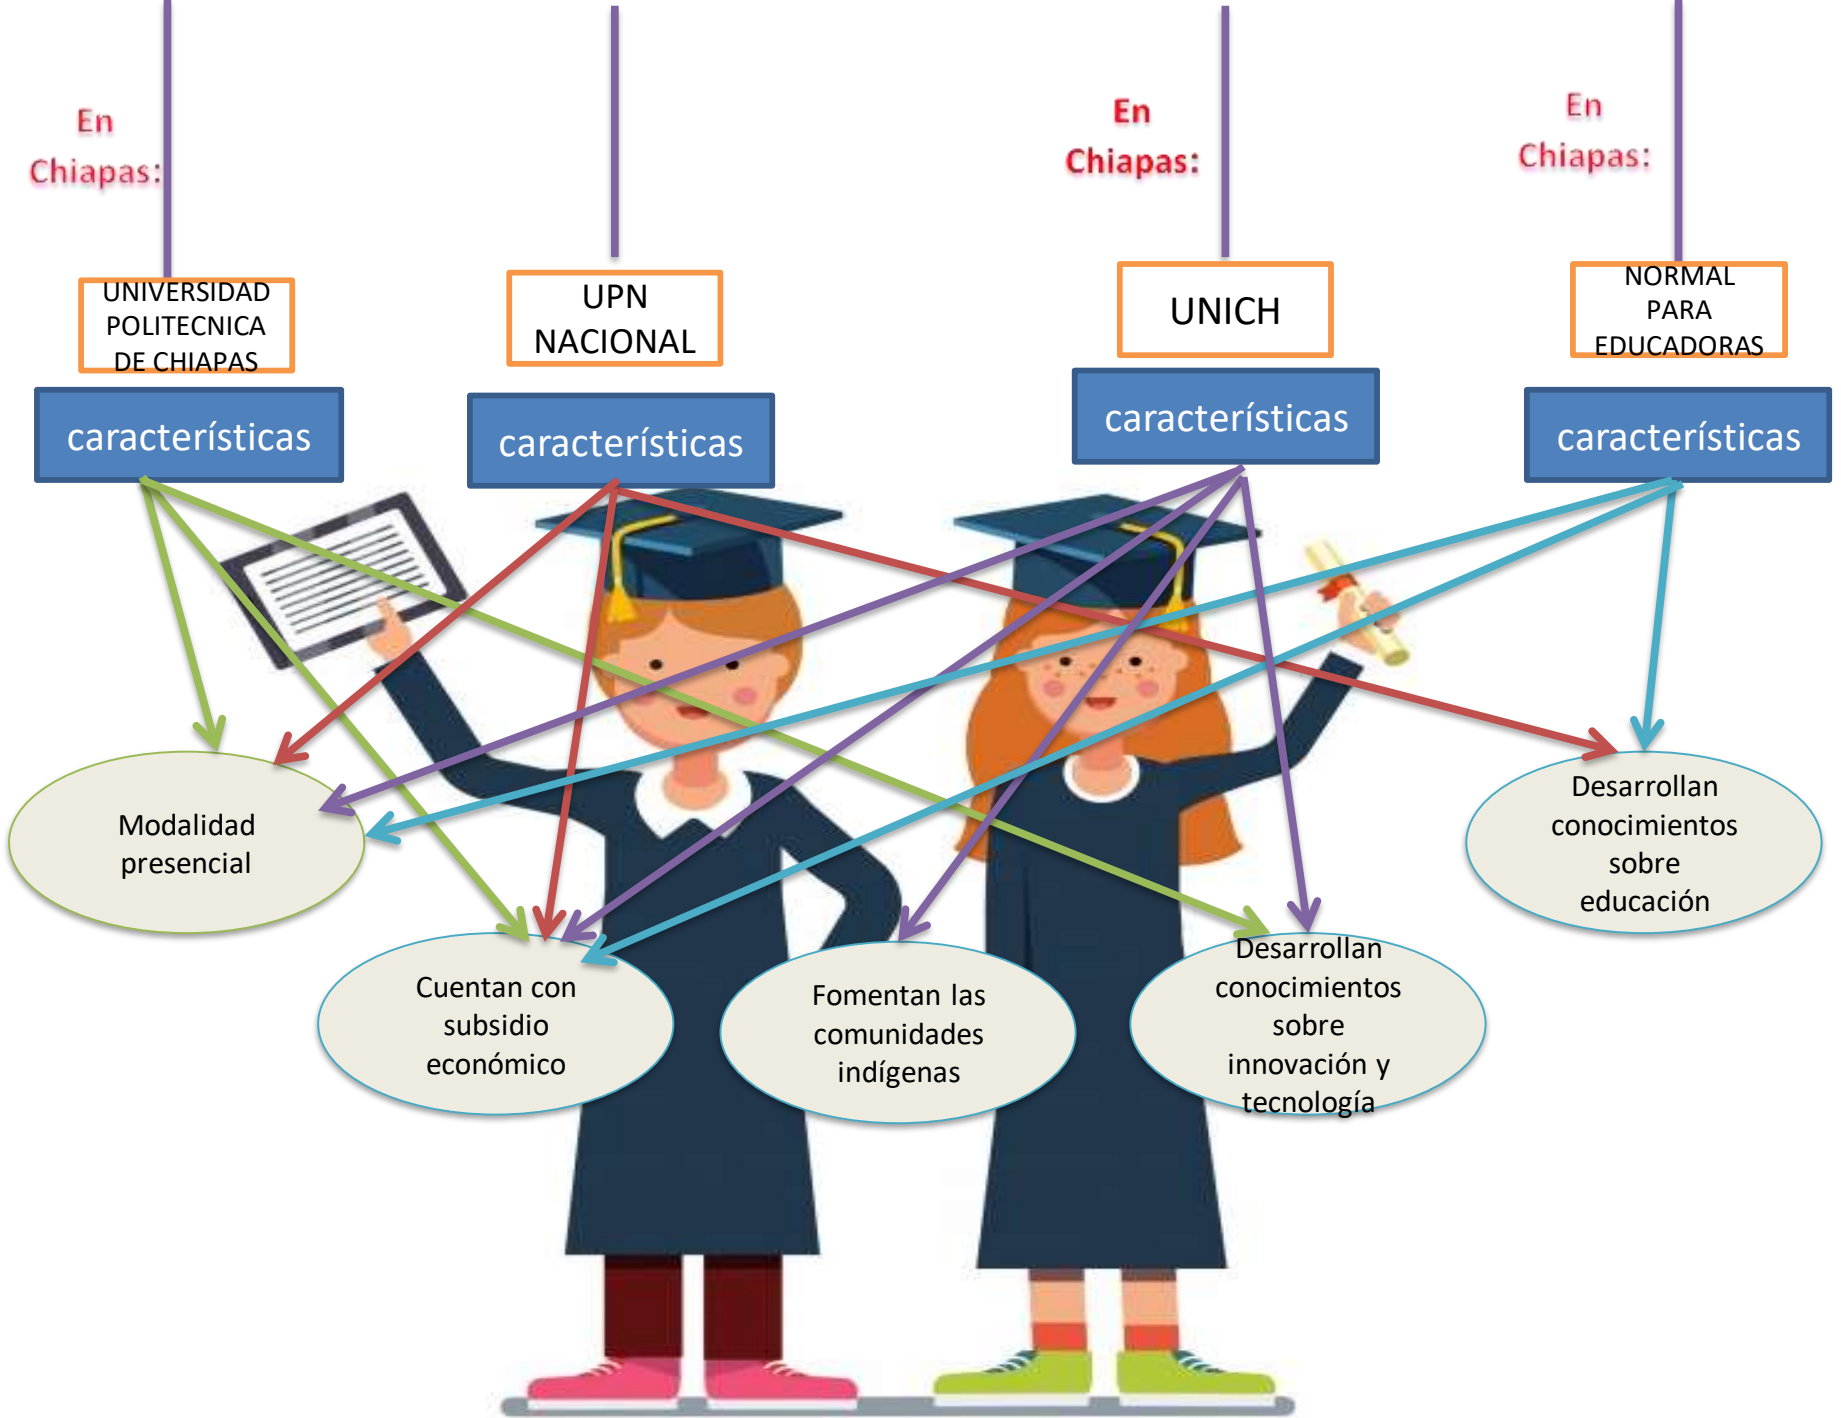 En
Chiapas:
En
Chiapas:
En
Chiapas:
UNIVERSIDAD
POLITECNICA
DE CHIAPAS
UPN
NACIONAL
UNICH
NORMAL
PARA
EDUCADORAS
características
características
características
características
Modalidad
presencial
Cuentan con
subsidio
económico
Fomentan las
comunidades
indígenas
Desarrollan
conocimientos
sobre
innovación y
tecnología
Desarrollan
conocimientos
sobre
educación